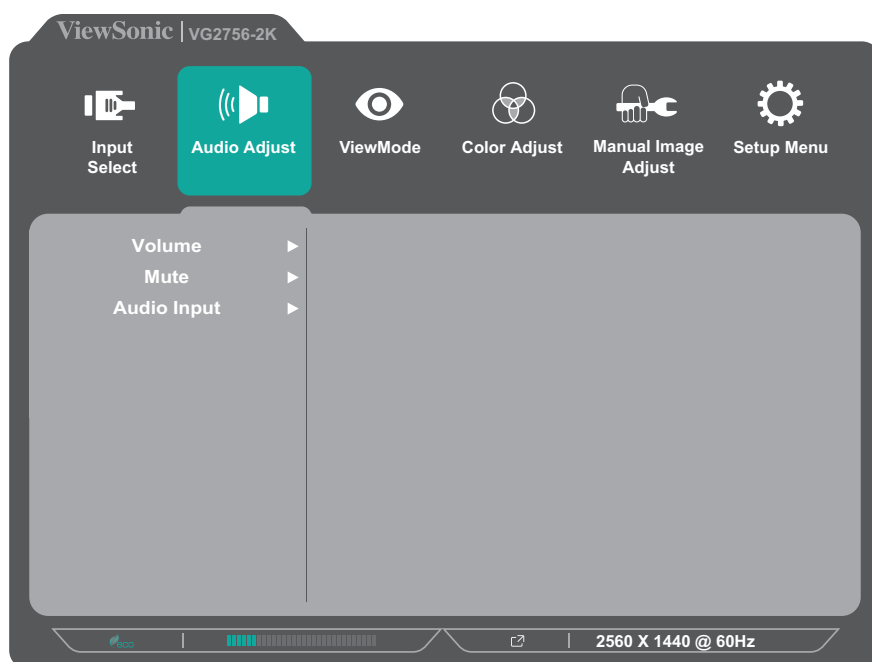 ViewSonic | VG2756-2K
Input Select
Audio Adjust
ViewMode
Color Adjust
Manual Image Adjust
Setup Menu
Volume
Mute
Audio Input
eco
2560 X 1440 @ 60Hz